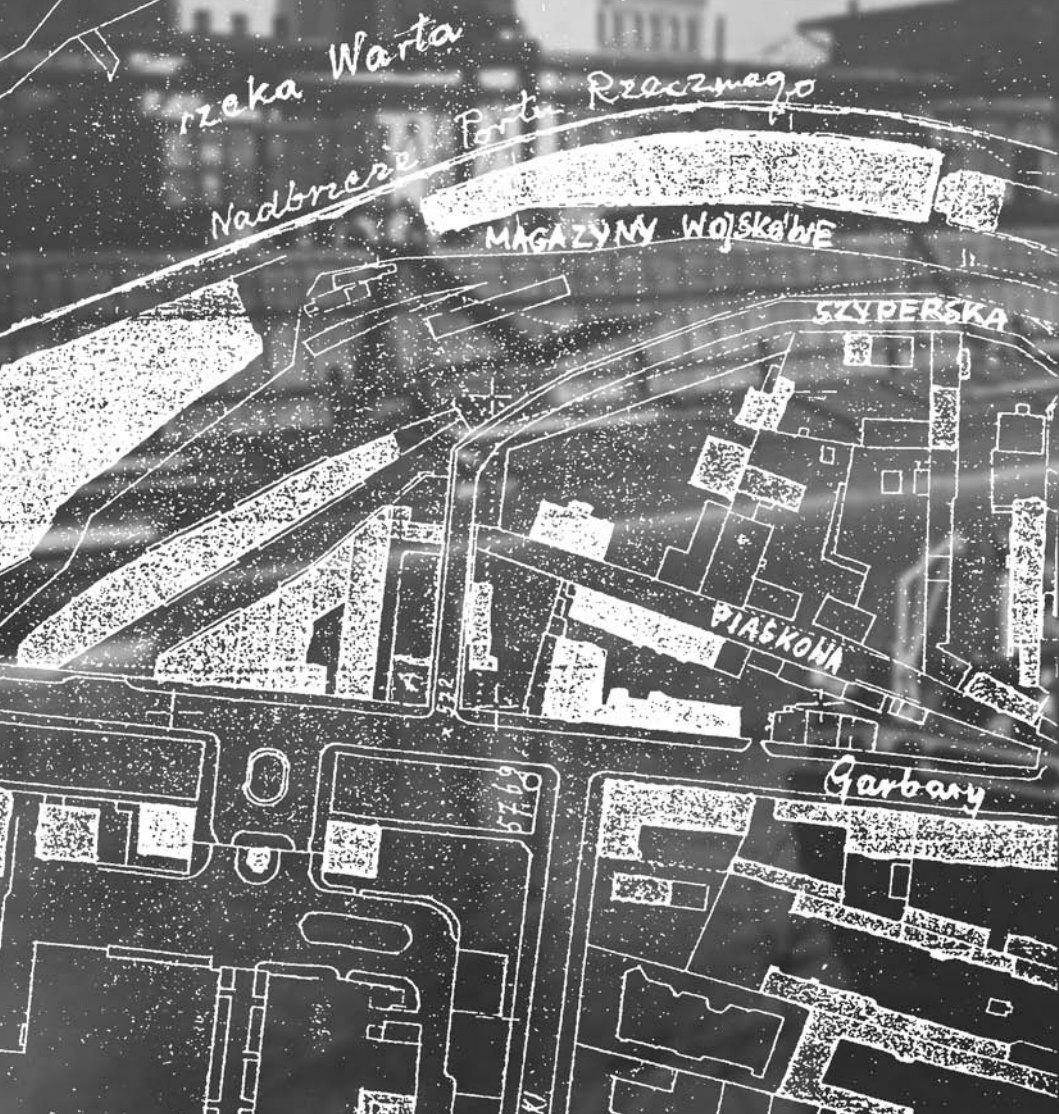 rzeka Warta
Nadbrzeże Portu Rzecznego
MAGAZYNY WOJSKOWE
SZYPERSKA
PIASKOWA
Garbary